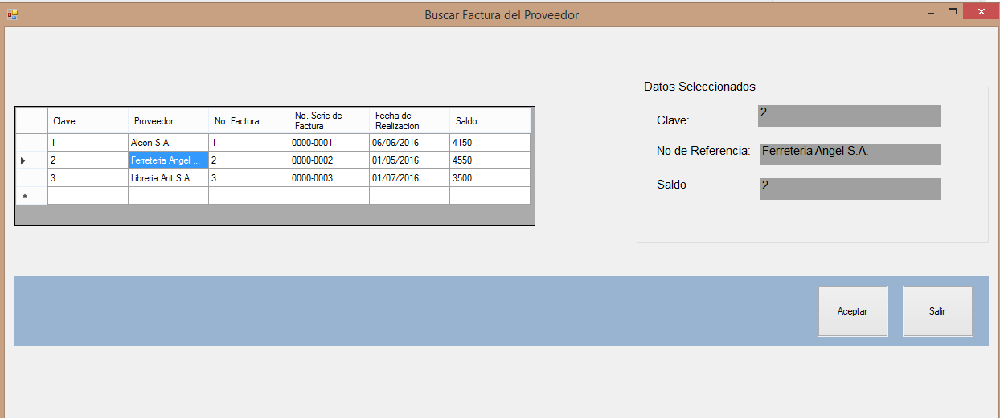 Buscar Factura del Proveedor
Clave Proveedor No. Factura No. Serie de Factura Fecha de Realizacion Saldo
1 Alcon S.A. 1 0000-0001 06/06/2016 4150
2 Ferreteria Angel ... 2 0000-0002 01/05/2016 4550
3 Libreria Ant S.A. 3 0000-0003 01/07/2016 3500
Datos Seleccionados
Clave: 2
No de Referencia: Ferreteria Angel S.A.
Saldo 2
Aceptar Salir